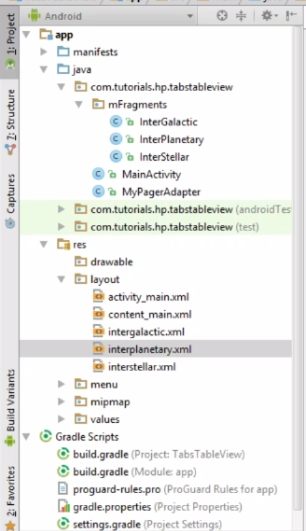 Android
app
manifests
java
com.tutorials.hp.tabstableview
mFragments
InterGalactic
InterPlanetary
InterStellar
MainActivity
MyPagerAdapter
com.tutorials.hp.tabstableview (androidTes
com.tutorials.hp.tabstableview (test)
res
drawable
layout
activity_main.xml
content_main.xml
intergalactic.xml
interplanetary.xml
interstellar.xml
menu
mipmap
values
Gradle Scripts
build.gradle (Project: TabsTableView)
build.gradle (Module: app)
proguard-rules.pro (ProGuard Rules for app)
gradle.properties (Project Properties)
settings.gradle (Project Settings)
1: Project
7: Structure
Captures
Build Variants
2: Favorites